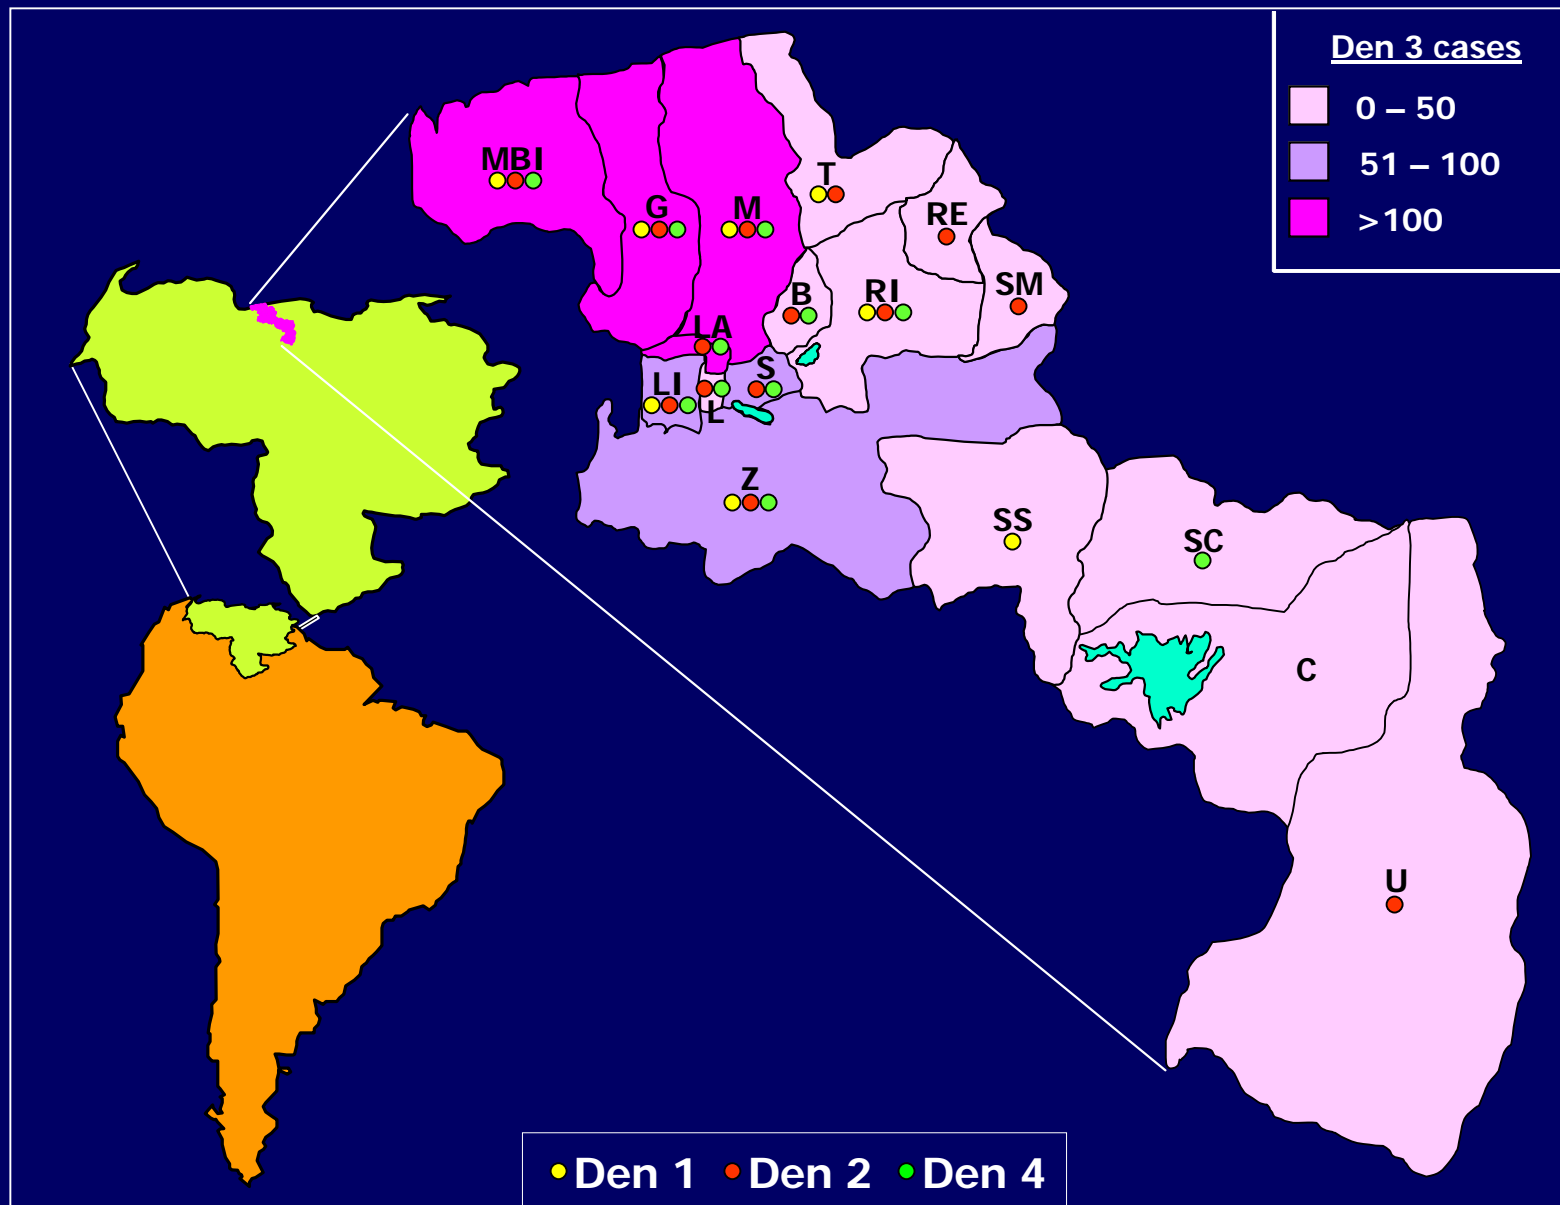 Den 3 cases
0 – 50
51 – 100
>100
MBI
G
M
T
RE
B
RI
SM
LA
LI
L
S
Z
SS
SC
C
U
Den 1 Den 2 Den 4